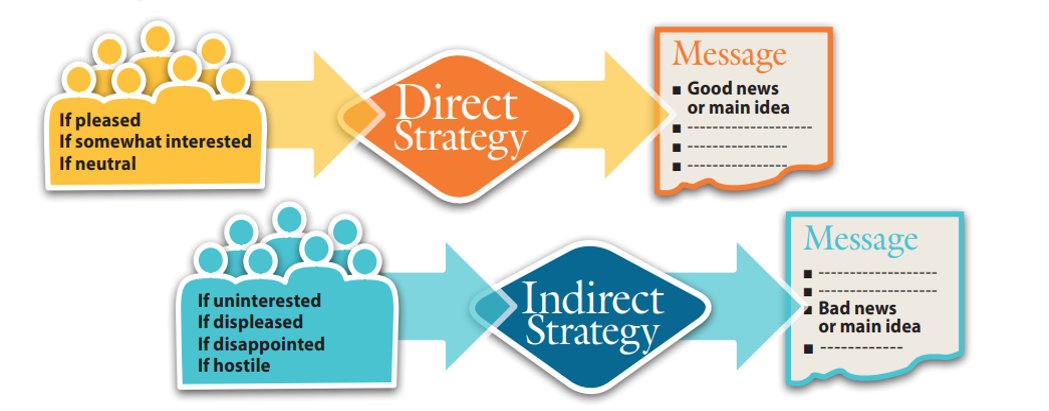 If pleased
If somewhat interested
If neutral
Direct
Strategy
Message
■ Good news
or main idea
■ --------------------
■ ----------------
■ ----------------
If uninterested
If displeased
If disappointed
If hostile
Indirect
Strategy
Message
■ -------------------
■ -------------------
■ Bad news
or main idea
■ -------------